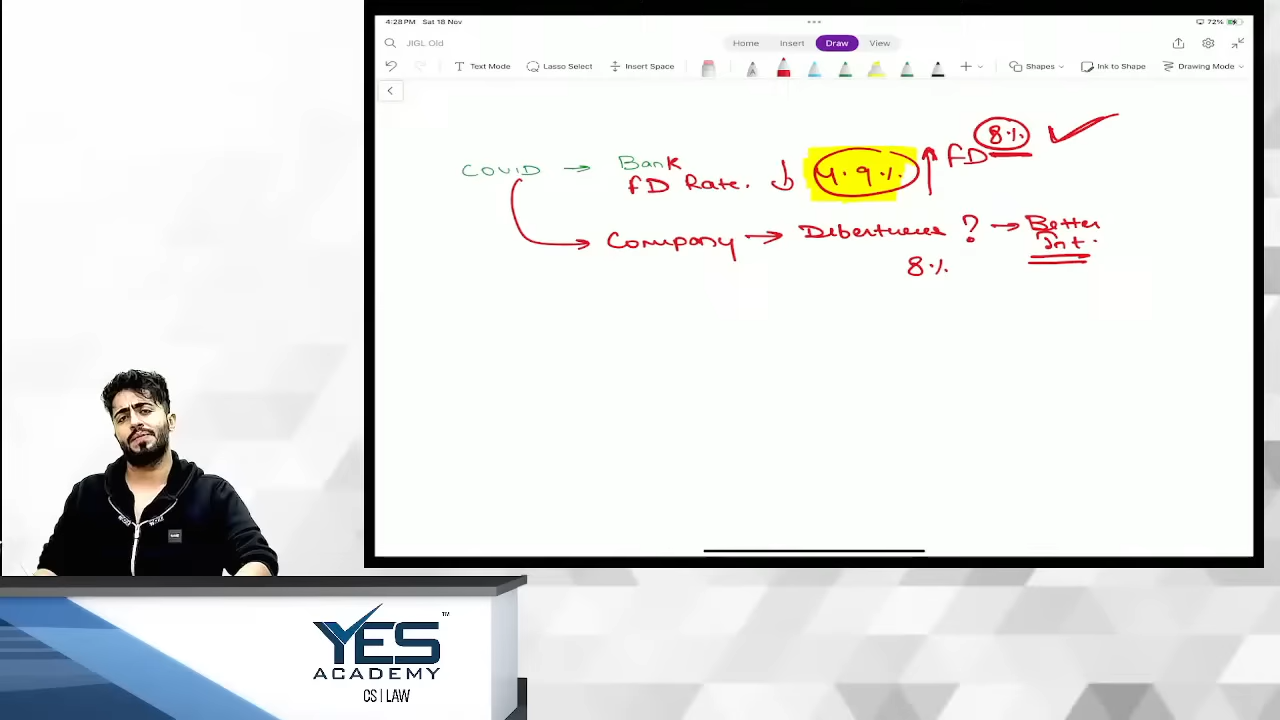 4:28 PM Sat 18 Nov
72%
JIGL Old
Home Insert Draw View
Text Mode Lasso Select Insert Space Shapes Ink to Shape Drawing Mode
COVID → Bank
FD Rate. 4.9% FD 8%
Company → Debentures ? → Better Int.
8%
YES™
ACADEMY
CS | LAW